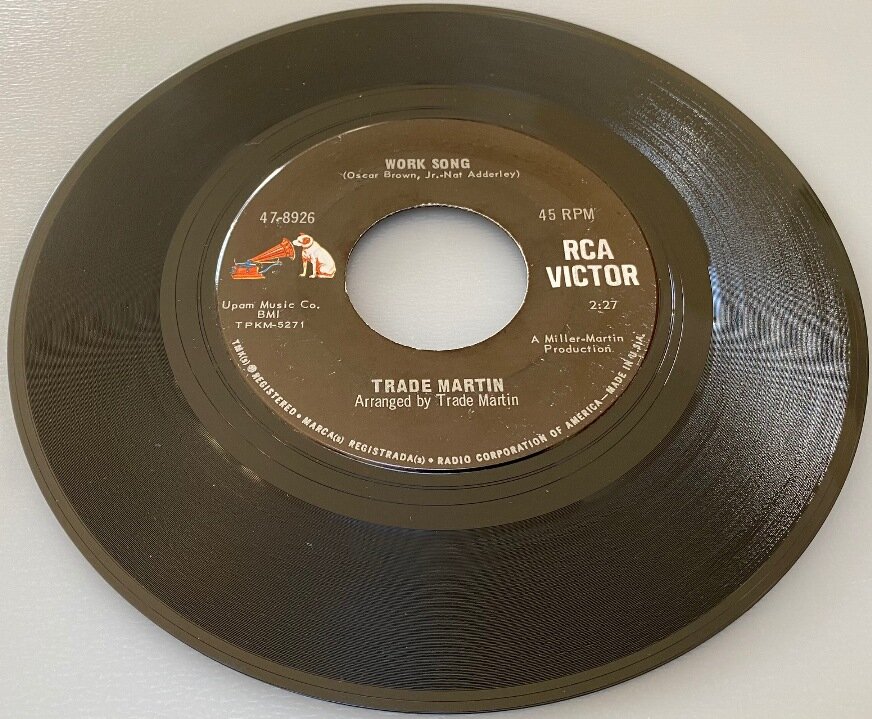 WORK SONG
(Oscar Brown, Jr.-Nat Adderley)
47-8926
45 RPM
RCA
VICTOR
Upam Music Co.
BMI
TPKM-5271
2:27
A Miller-Martin
Production
TRADE MARTIN
Arranged by Trade Martin
TMK(s) ® REGISTERED • MARCA(s) REGISTRADA(s) • RADIO CORPORATION OF AMERICA—MADE IN U.S.A.